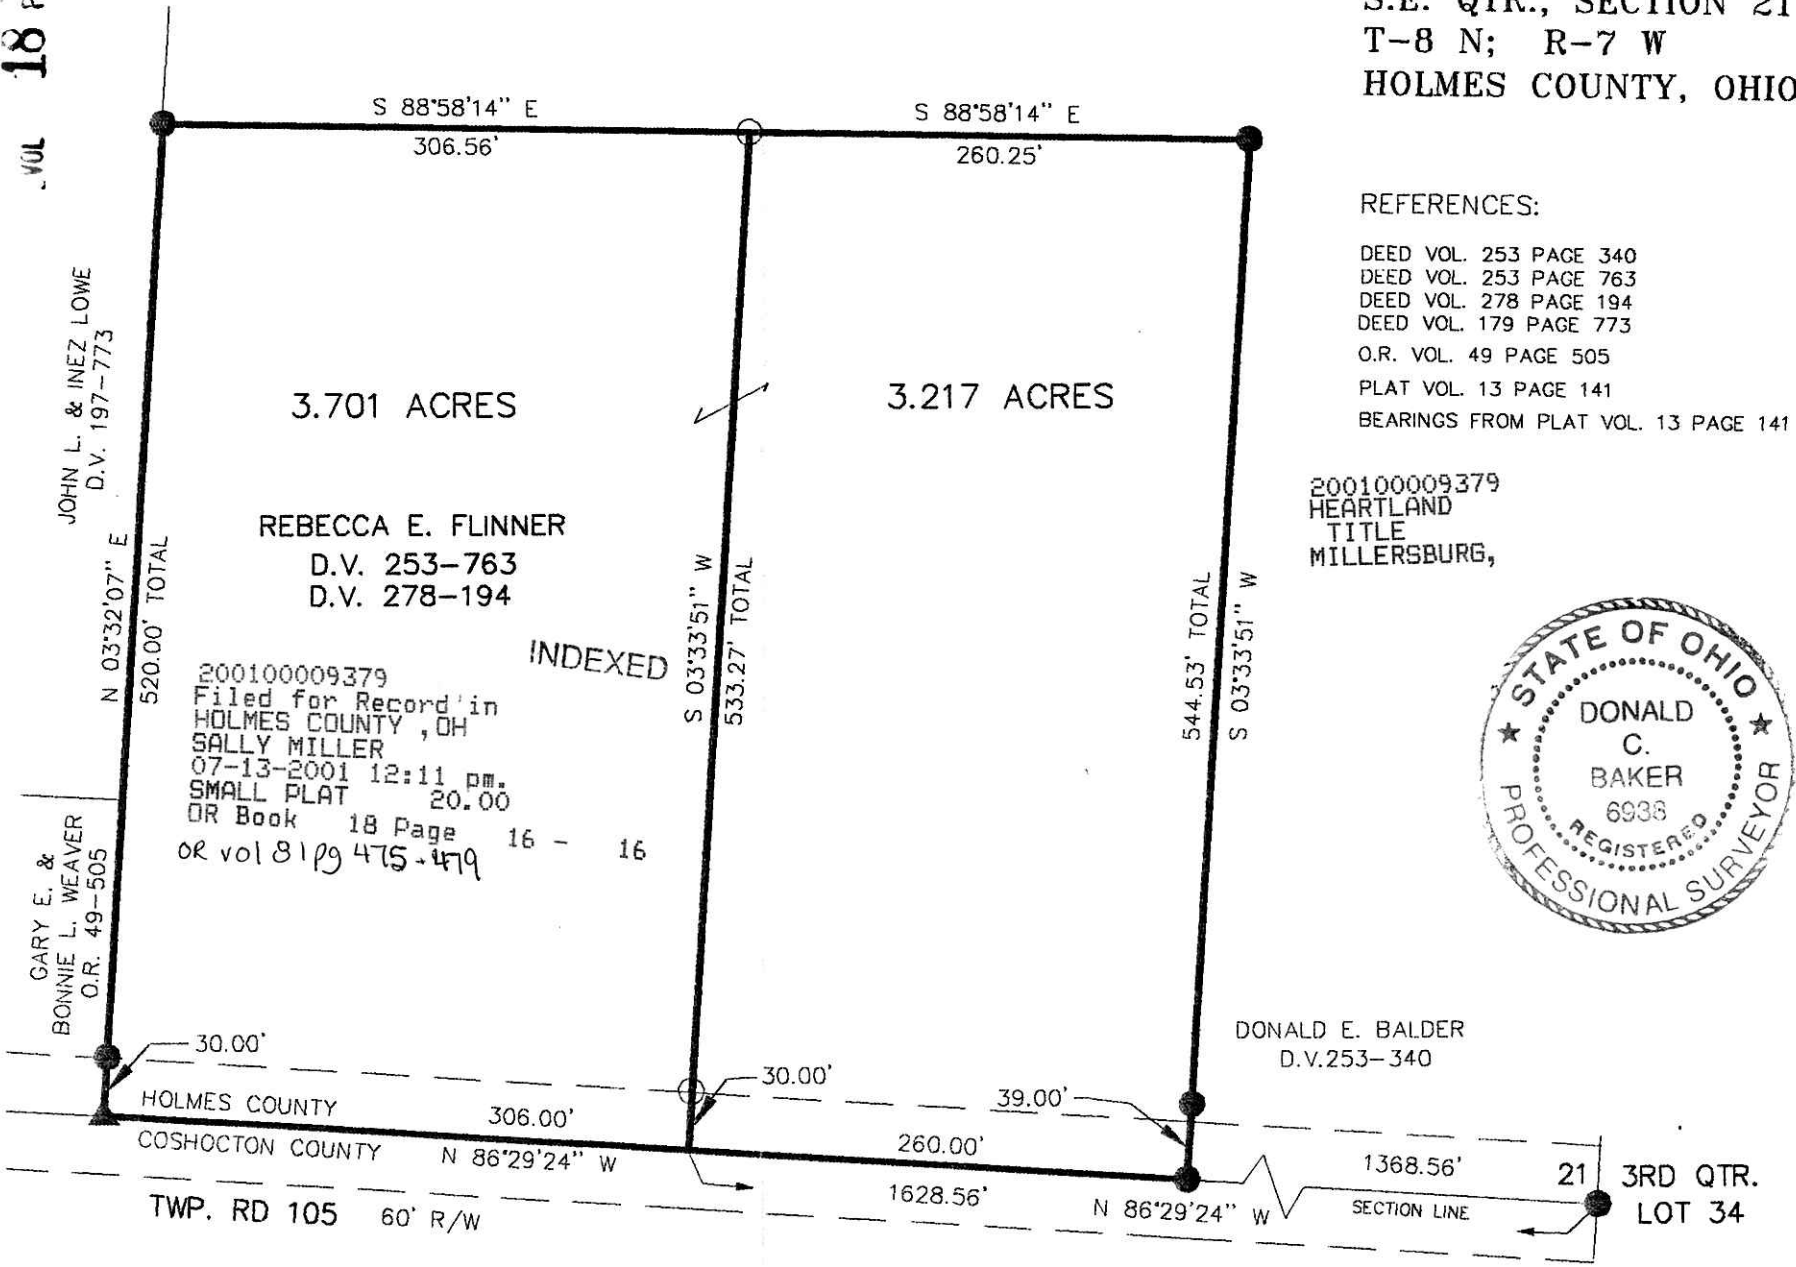 VOL 18
S.E. QTR., SECTION 21
T-8 N; R-7 W
HOLMES COUNTY, OHIO
S 88°58'14" E
306.56'
S 88°58'14" E
260.25'
REFERENCES:
DEED VOL. 253 PAGE 340
DEED VOL. 253 PAGE 763
DEED VOL. 278 PAGE 194
DEED VOL. 179 PAGE 773
O.R. VOL. 49 PAGE 505
PLAT VOL. 13 PAGE 141
BEARINGS FROM PLAT VOL. 13 PAGE 141
JOHN L. & INEZ LOWE
D.V. 197-773
N 03°32'07" E
520.00' TOTAL
3.701 ACRES
3.217 ACRES
REBECCA E. FLINNER
D.V. 253-763
D.V. 278-194
INDEXED
200100009379
Filed for Record in
HOLMES COUNTY ,OH
SALLY MILLER
07-13-2001 12:11 pm.
SMALL PLAT 20.00
OR Book 18 Page 16 - 16
OR vol 81 pg 475-479
S 03°33'51" W
533.27' TOTAL
544.53' TOTAL
S 03°33'51" W
200100009379
HEARTLAND
TITLE
MILLERSBURG,
STATE OF OHIO
DONALD
C.
BAKER
6938
REGISTERED
PROFESSIONAL SURVEYOR
GARY E. &
BONNIE L. WEAVER
O.R. 49-505
DONALD E. BALDER
D.V.253-340
30.00'
30.00'
39.00'
HOLMES COUNTY
306.00'
COSHOCTON COUNTY
N 86°29'24" W
260.00'
1628.56'
N 86°29'24" W
1368.56'
SECTION LINE
21
3RD QTR.
LOT 34
TWP. RD 105 60' R/W